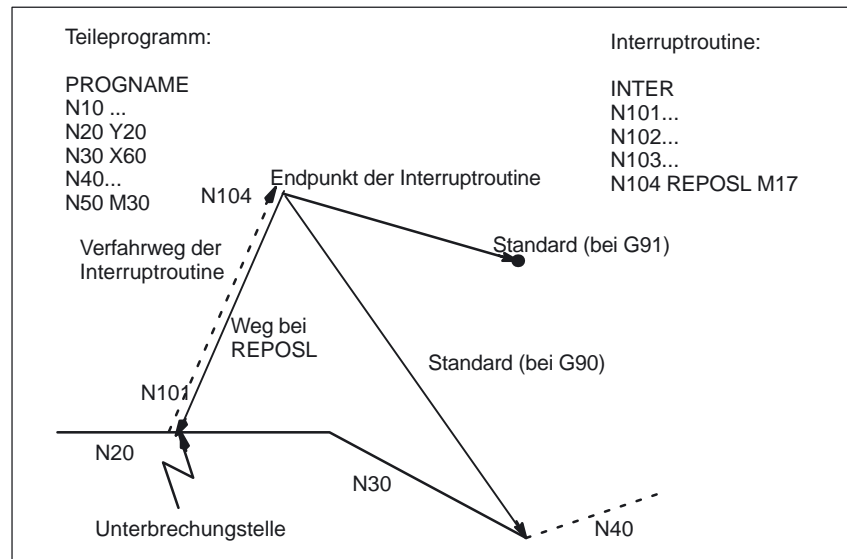 Teileprogramm:
PROGNAME
N10 ...
N20 Y20
N30 X60
N40...
N50 M30
Interruptroutine:
INTER
N101...
N102...
N103...
N104 REPOSL M17
Endpunkt der Interruptroutine
N104
Verfahrweg der
Interruptroutine
Standard (bei G91)
Weg bei
REPOSL
Standard (bei G90)
N101
N20
N30
Unterbrechungstelle
N40